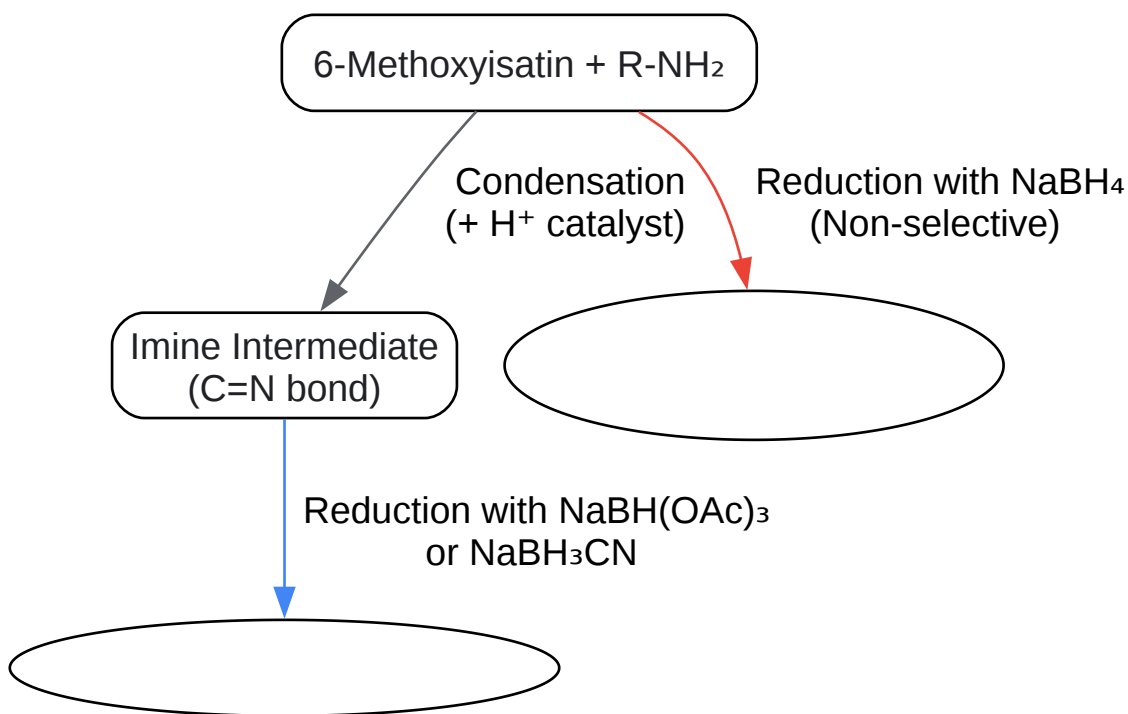 6-Methoxyisatin + R-NH₂
Condensation
(+ H⁺ catalyst)
Reduction with NaBH₄
(Non-selective)
Imine Intermediate
(C=N bond)
Reduction with NaBH(OAc)₃
or NaBH₃CN